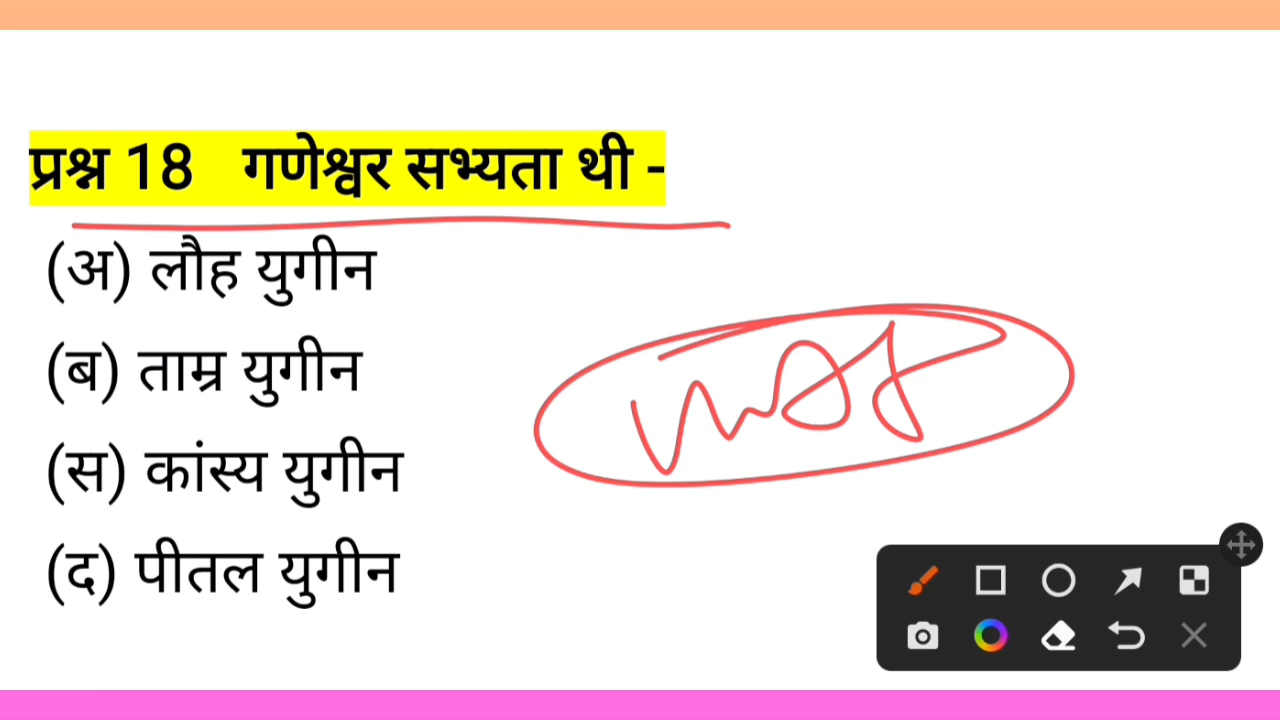 प्रश्न 18 गणेश्वर सभ्यता थी -
(अ) लौह युगीन
(ब) ताम्र युगीन
(स) कांस्य युगीन
(द) पीतल युगीन